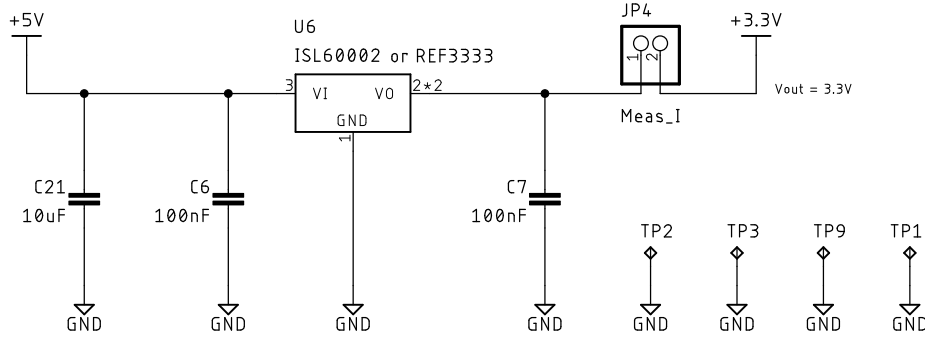 +5V
U6
ISL60002 or REF3333
JP4
+3.3V
3 VI VO 2*2
GND
1
1 2
Vout = 3.3V
Meas_I
C21
10uF
C6
100nF
C7
100nF
TP2 TP3 TP9 TP1
GND GND GND GND GND GND GND GND